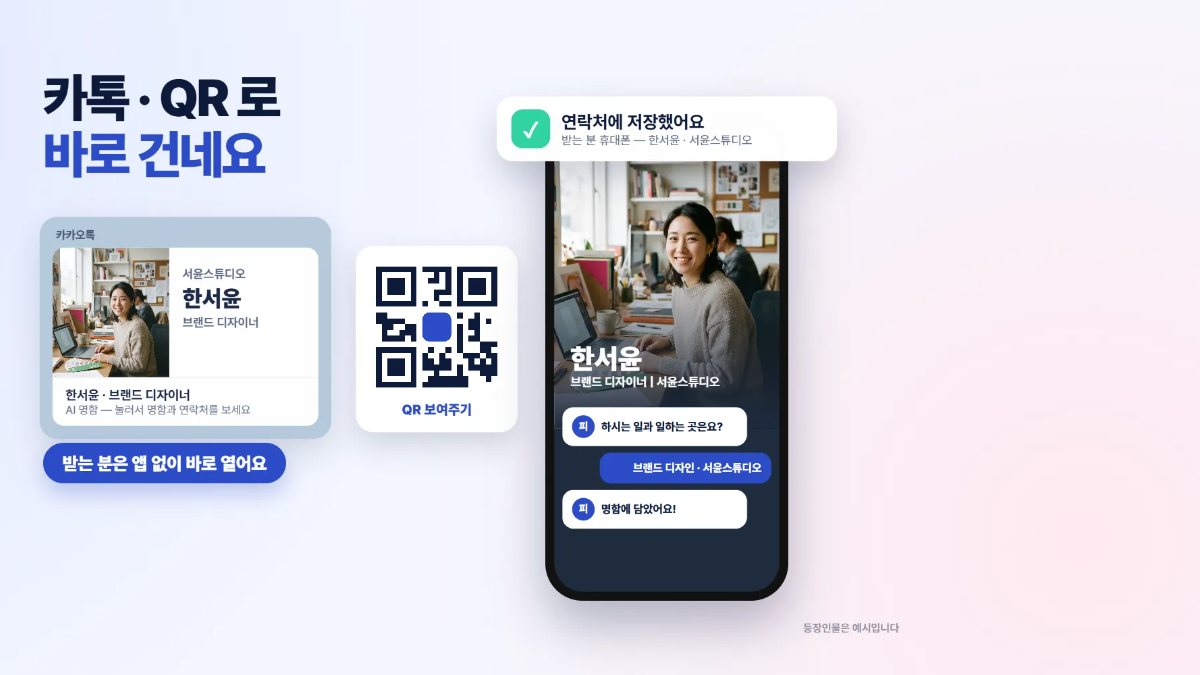 카톡 · QR 로
바로 건네요
카카오톡
서윤스튜디오
한서윤
브랜드 디자이너
한서윤 · 브랜드 디자이너
AI 명함 — 눌러서 명함과 연락처를 보세요
받는 분은 앱 없이 바로 열어요
QR 보여주기
✓ 연락처에 저장했어요
받는 분 휴대폰 — 한서윤 · 서윤스튜디오
한서윤
브랜드 디자이너 | 서윤스튜디오
피 하시는 일과 일하는 곳은요?
브랜드 디자인 · 서윤스튜디오
피 명함에 담았어요!
등장인물은 예시입니다